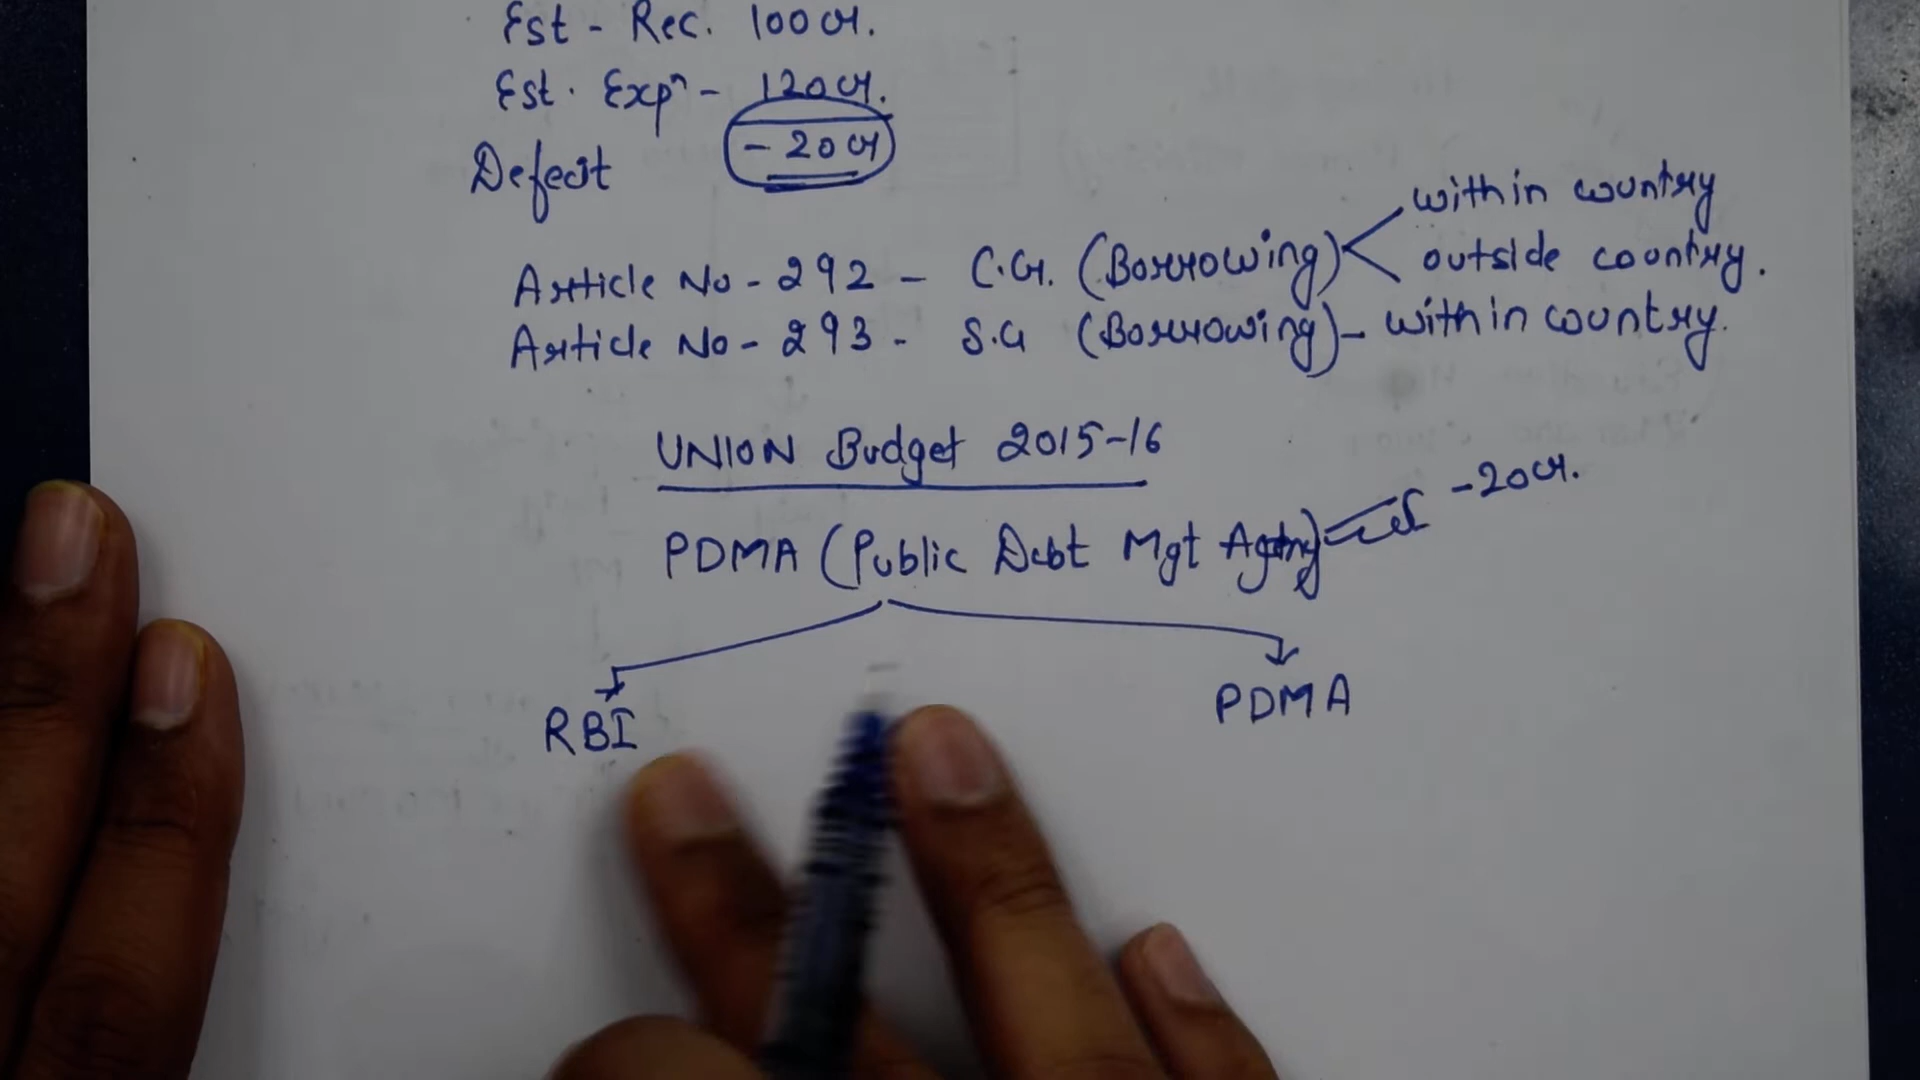 Est - Rec. 100 cr.
Est. Expn - 120 cr.
- 20 cr
Defecit
Article No - 292 - C.G. (Borrowing) within country
outside country.
Article No - 293 - S.G (Borrowing) - within country.
UNION Budget 2015-16
PDMA (Public Debt Mgt Agency) - 20 cr.
RBI PDMA